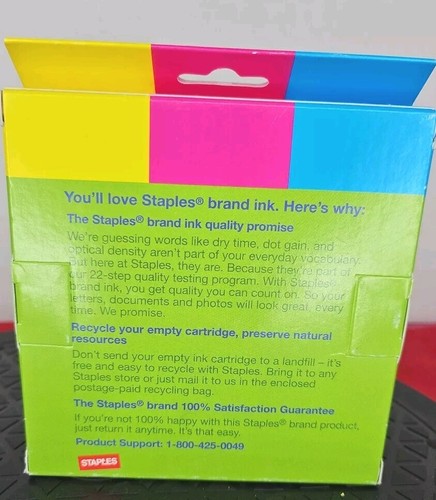 You'll love Staples® brand ink. Here's why:
The Staples® brand ink quality promise
We're guessing words like dry time, dot gain, and
optical density aren't part of your everyday vocabulary.
But here at Staples, they are. Because they're part of
our 22-step quality testing program. With Staples
brand ink, you get quality you can count on. So your
letters, documents and photos will look great, every
time. We promise.
Recycle your empty cartridge, preserve natural
resources
Don't send your empty ink cartridge to a landfill – it's
free and easy to recycle with Staples. Bring it to any
Staples store or just mail it to us in the enclosed
postage-paid recycling bag.
The Staples® brand 100% Satisfaction Guarantee
If you're not 100% happy with this Staples® brand product,
just return it anytime. It's that easy.
Product Support: 1-800-425-0049
STAPLES